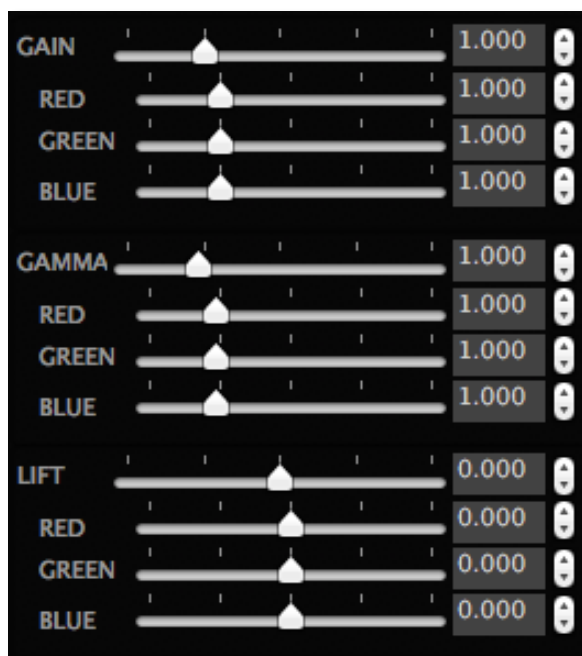 GAIN 1.000
RED 1.000
GREEN 1.000
BLUE 1.000
GAMMA 1.000
RED 1.000
GREEN 1.000
BLUE 1.000
LIFT 0.000
RED 0.000
GREEN 0.000
BLUE 0.000